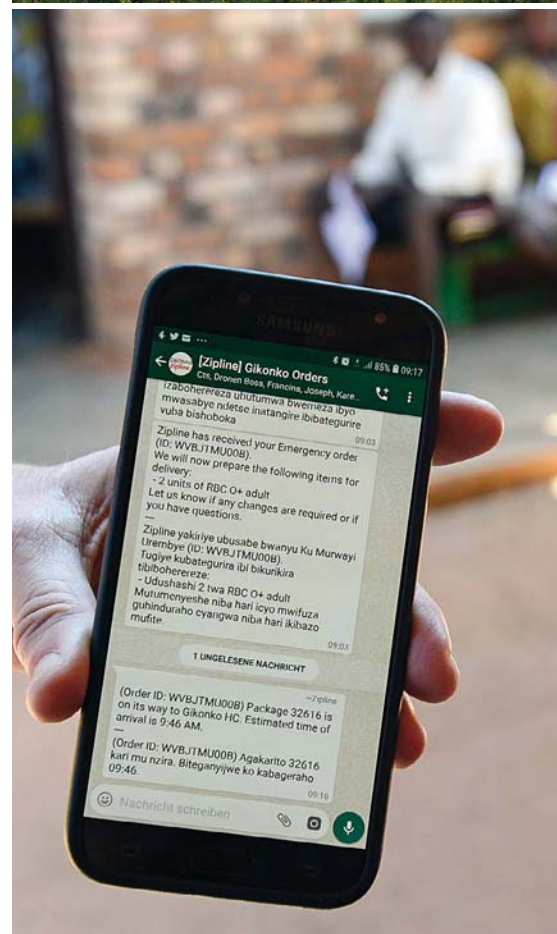 SAMSUNG
85% 09:17
[Zipline] Gikonko Orders
Cts, Dronen Boss, Francina, Joseph, Kare...
izaboherereza ubutumwa bwemeza ibyo
mwasabye ndetse inatangire ibibategurire
vuba bishoboka
09:03
Zipline has received your Emergency order
(ID: WVBJTMU00B).
We will now prepare the following items for
delivery:
- 2 units of RBC O+ adult
Let us know if any changes are required or if
you have questions.
—
Zipline yakiriye ubusabe bwanyu Ku Murwayi
Urembye (ID: WVBJTMU00B).
Tugiye kubategurira ibi bikurikira
tibiboherereze:
- Udushashi 2 twa RBC O+ adult
Mutumenyeshe niba hari icyo mwifuza
guhinduraho cyangwa niba hari ikibazo
mufite.
09:03
1 UNGELESENE NACHRICHT
~Zipline
(Order ID: WVBJTMU00B) Package 32616 is
on its way to Gikonko HC. Estimated time of
arrival is 9:46 AM.
—
(Order ID: WVBJTMU00B) Agakarito 32616
kari mu nzira. Biteganyijwe ko kabageraho
09:46.
09:16
Nachricht schreiben